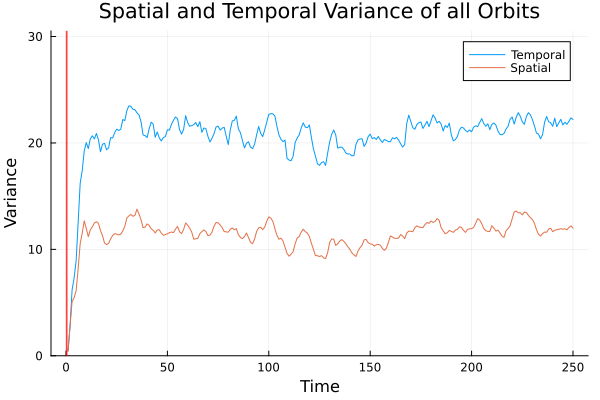 Spatial and Temporal Variance of all Orbits
Variance
30
20
10
0
Temporal
Spatial
0 50 100 150 200 250
Time